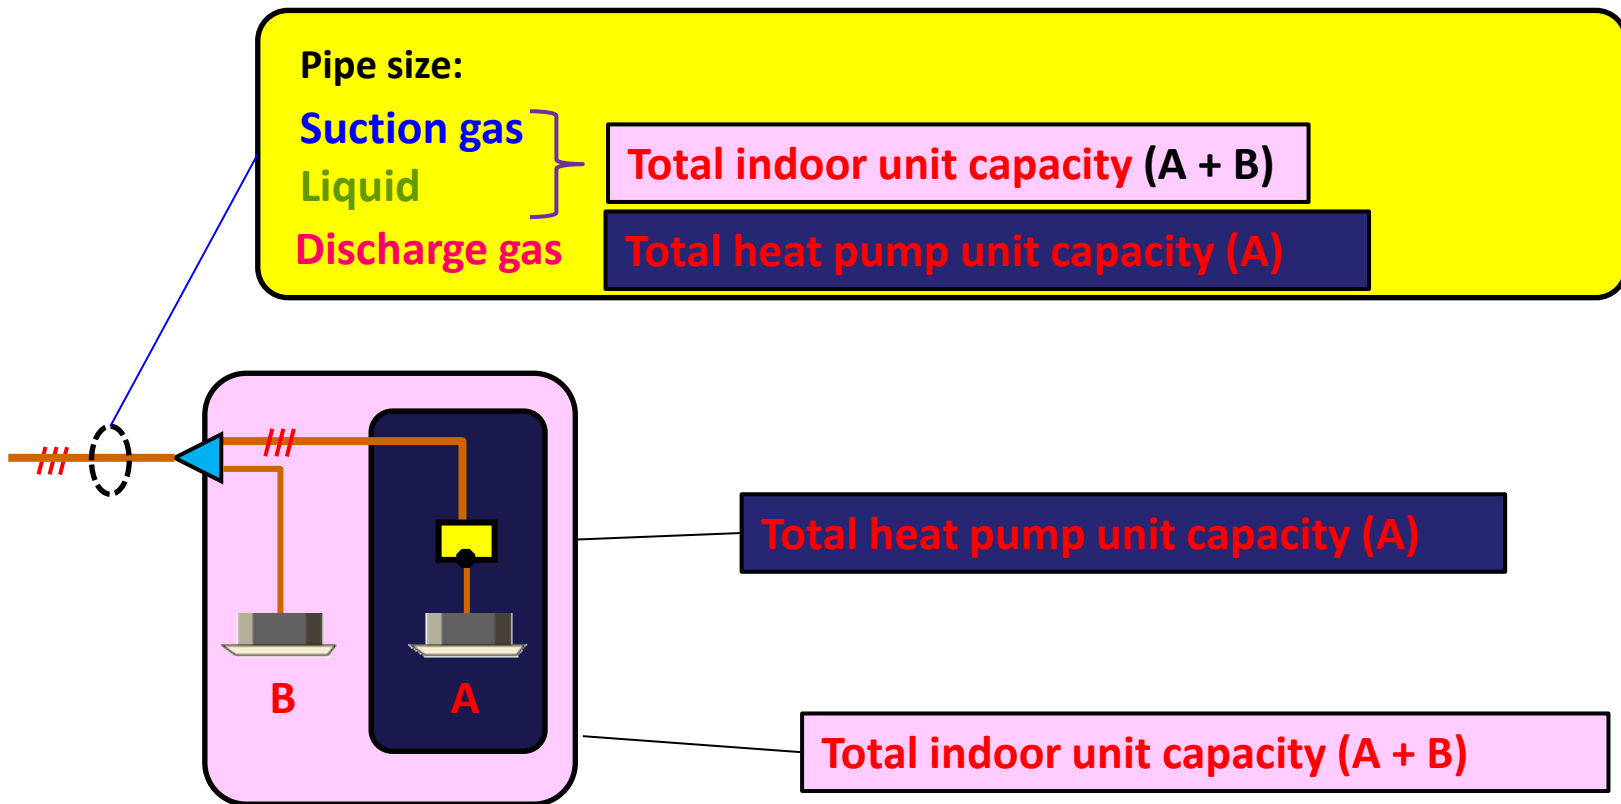 Pipe size:
Suction gas
Liquid
Total indoor unit capacity (A + B)
Discharge gas
Total heat pump unit capacity (A)
Total heat pump unit capacity (A)
B
A
Total indoor unit capacity (A + B)